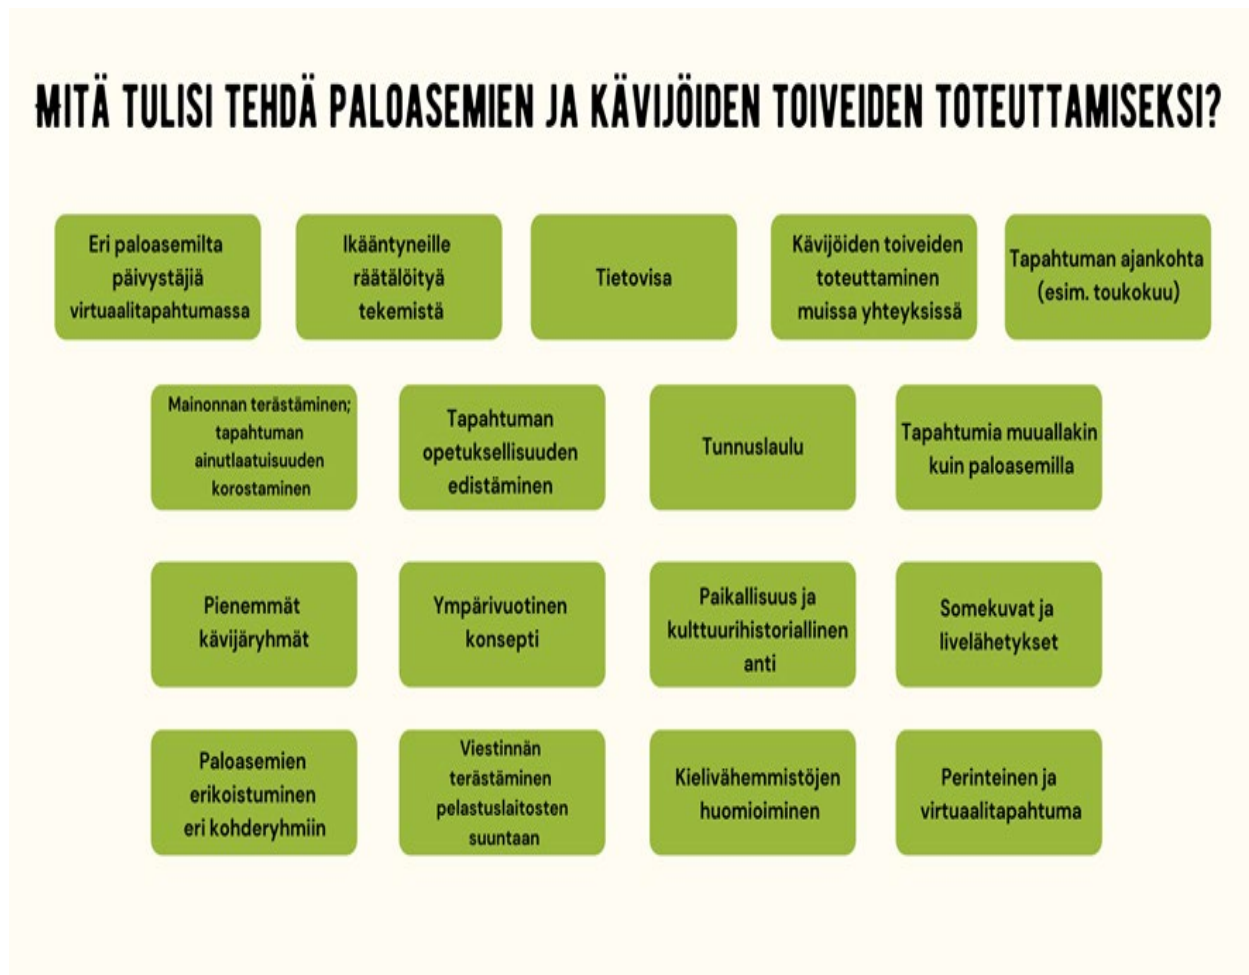 MITÄ TULISI TEHDÄ PALOASEMIEN JA KÄVIJÖIDEN TOIVEIDEN TOTEUTTAMISEKSI?
Eri paloasemilta
päivystäjiä
virtuaalitapahtumassa
Ikääntyneille
räätälöityä
tekemistä
Tietovisa
Kävijöiden toiveiden
toteuttaminen
muissa yhteyksissä
Tapahtuman ajankohta
(esim. toukokuu)
Mainonnan terästäminen;
tapahtuman
ainutlaatuisuuden
korostaminen
Tapahtuman
opetuksellisuuden
edistäminen
Tunnuslaulu
Tapahtumia muuallakin
kuin paloasemilla
Pienemmät
kävijäryhmät
Ympärivuotinen
konsepti
Paikallisuus ja
kulttuurihistoriallinen
anti
Somekuvat ja
livelähetykset
Paloasemien
erikoistuminen
eri kohderyhmiin
Viestinnän
terästäminen
pelastuslaitosten
suuntaan
Kielivähemmistöjen
huomioiminen
Perinteinen ja
virtuaalitapahtuma